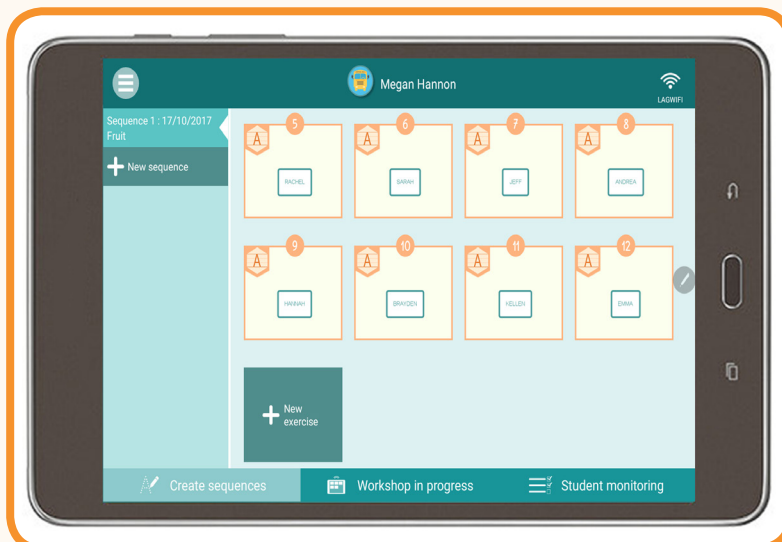 Megan Hannon
LAGWIFI
Sequence 1 : 17/10/2017
Fruit
New sequence
5
6
7
8
A
A
A
A
RACHEL
SARAH
JEFF
ANDREA
9
10
11
12
A
A
A
A
HANNAH
BRAYDEN
KELLEN
EMMA
New
exercise
Create sequences
Workshop in progress
Student monitoring